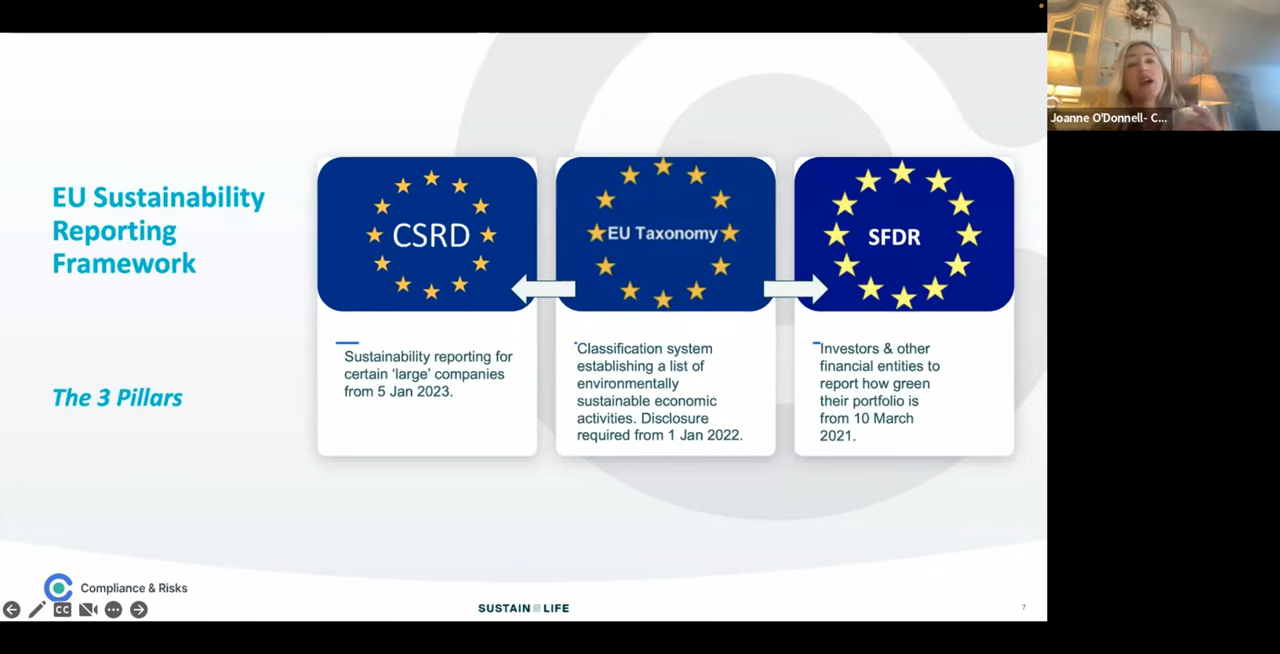 EU Sustainability
Reporting
Framework
The 3 Pillars
CSRD
Sustainability reporting for
certain ‘large’ companies
from 5 Jan 2023.
EU Taxonomy
Classification system
establishing a list of
environmentally
sustainable economic
activities. Disclosure
required from 1 Jan 2022.
SFDR
Investors & other
financial entities to
report how green
their portfolio is
from 10 March
2021.
Joanne O'Donnell- C...
Compliance & Risks
CC
SUSTAIN LIFE
7